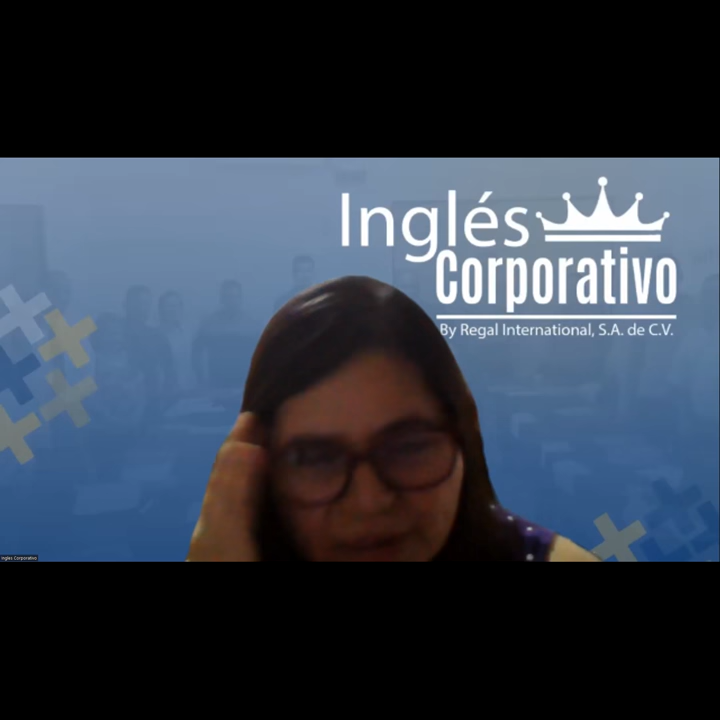 Inglés
Corporativo
By Regal International, S.A. de C.V.
Inglés Corporativo